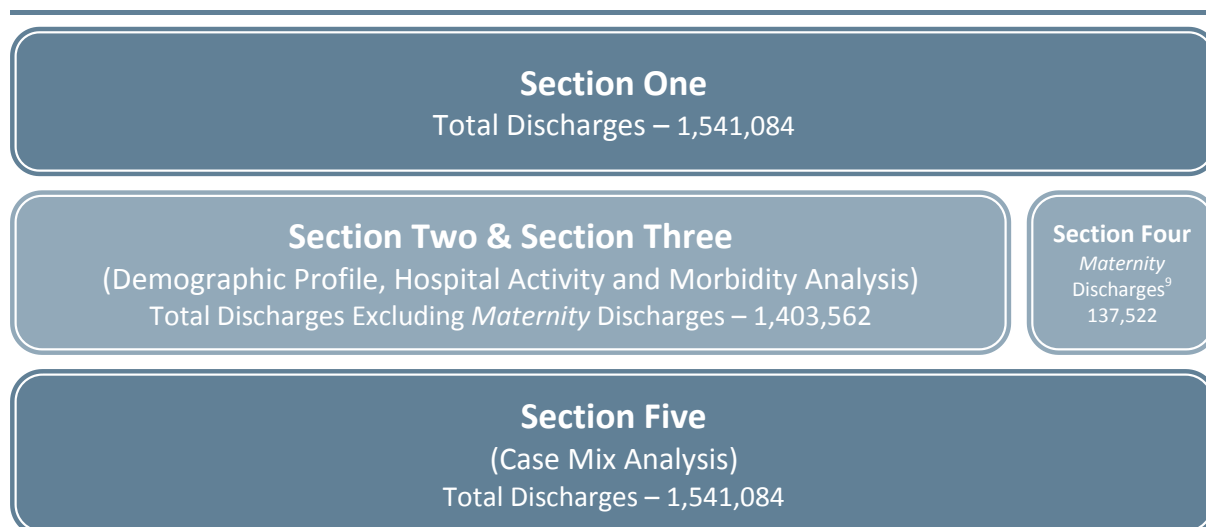 Section One
Total Discharges – 1,541,084
Section Two & Section Three
(Demographic Profile, Hospital Activity and Morbidity Analysis)
Total Discharges Excluding Maternity Discharges – 1,403,562
Section Four
Maternity
Discharges⁹
137,522
Section Five
(Case Mix Analysis)
Total Discharges – 1,541,084